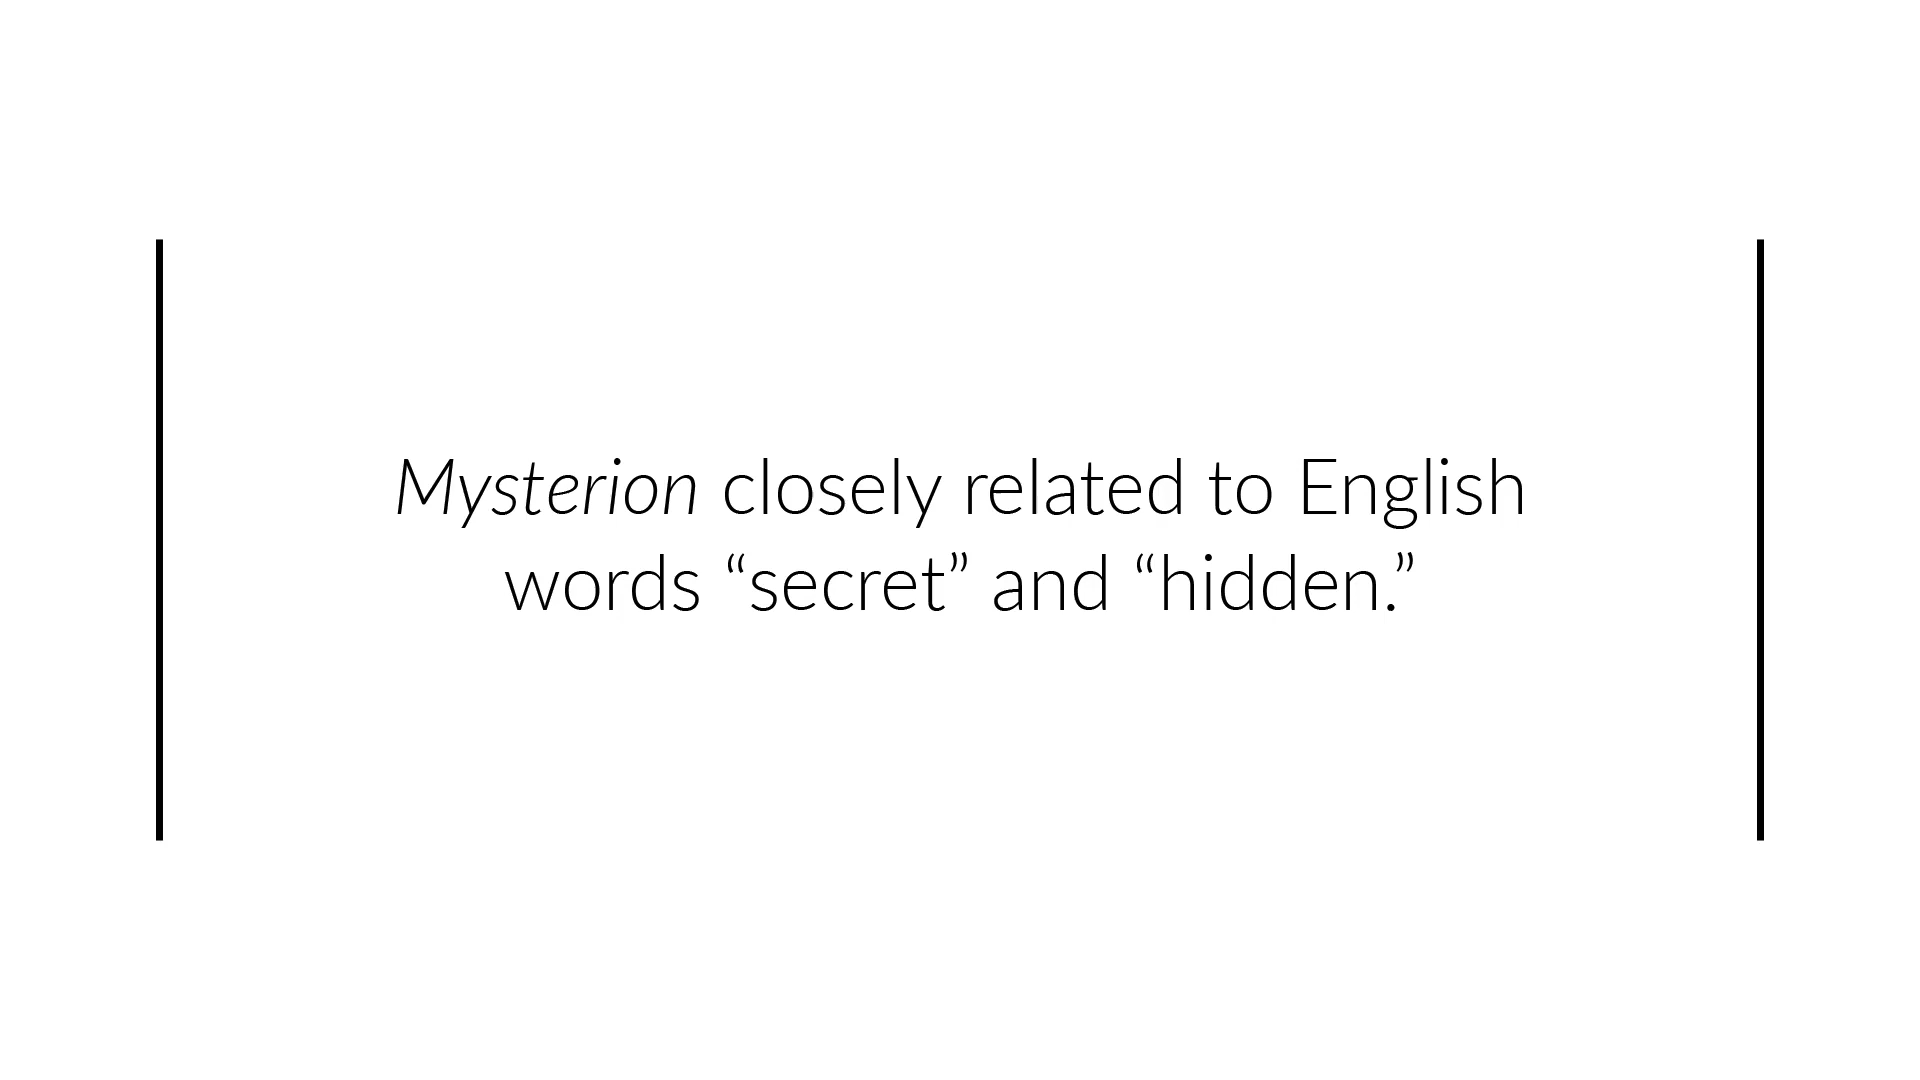 Mysterion closely related to English
words “secret” and “hidden.”